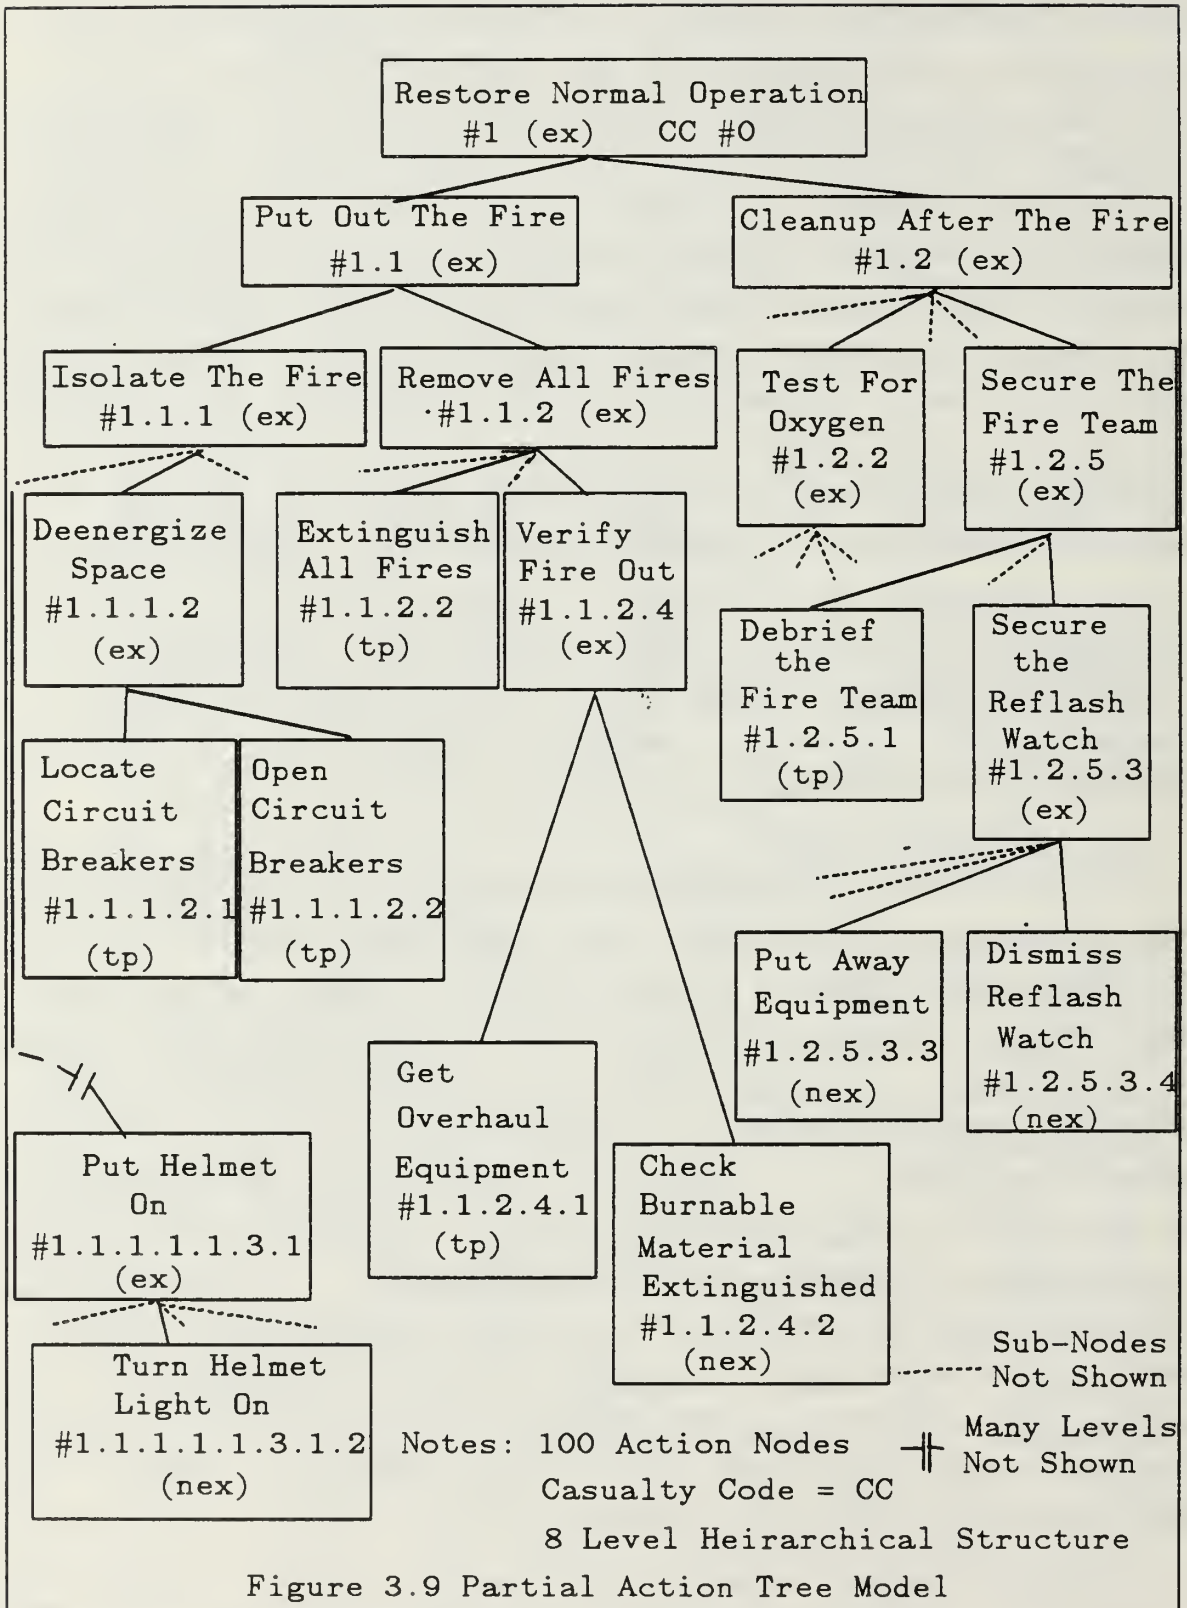 Restore Normal Operation
#1 (ex) CC #0
Put Out The Fire
#1.1 (ex)
Cleanup After The Fire
#1.2 (ex)
Isolate The Fire
#1.1.1 (ex)
Remove All Fires
#1.1.2 (ex)
Test For
Oxygen
#1.2.2
(ex)
Secure The
Fire Team
#1.2.5
(ex)
Deenergize
Space
#1.1.1.2
(ex)
Extinguish
All Fires
#1.1.2.2
(tp)
Verify
Fire Out
#1.1.2.4
(ex)
Debrief
the
Fire Team
#1.2.5.1
(tp)
Secure
the
Reflash
Watch
#1.2.5.3
(ex)
Locate
Circuit
Breakers
#1.1.1.2.1
(tp)
Open
Circuit
Breakers
#1.1.1.2.2
(tp)
Put Away
Equipment
#1.2.5.3.3
(nex)
Dismiss
Reflash
Watch
#1.2.5.3.4
(nex)
Get
Overhaul
Equipment
#1.1.2.4.1
(tp)
Check
Burnable
Material
Extinguished
#1.1.2.4.2
(nex)
Put Helmet
On
#1.1.1.1.1.3.1
(ex)
Turn Helmet
Light On
#1.1.1.1.1.3.1.2
(nex)
Sub-Nodes
Not Shown
Many Levels
Not Shown
Notes: 100 Action Nodes
Casualty Code = CC
8 Level Heirarchical Structure
Figure 3.9 Partial Action Tree Model